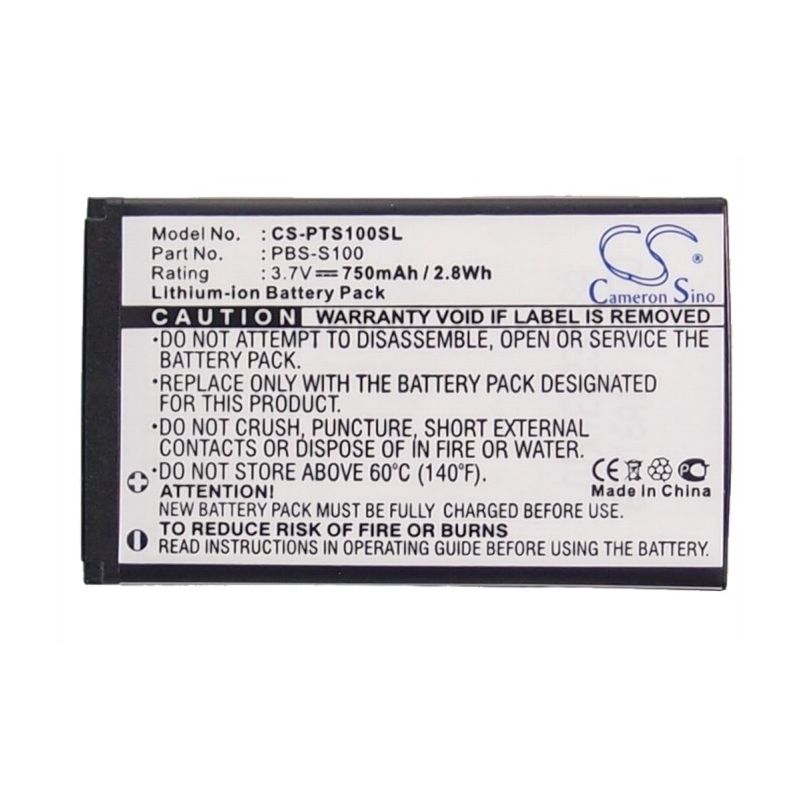 Model No. : CS-PTS100SL
Part No. : PBS-S100
Rating : 3.7V 750mAh / 2.8Wh
Lithium-ion Battery Pack
CS
Cameron Sino
CAUTION WARRANTY VOID IF LABEL IS REMOVED
•DO NOT ATTEMPT TO DISASSEMBLE, OPEN OR SERVICE THE
BATTERY PACK.
•REPLACE ONLY WITH THE BATTERY PACK DESIGNATED
FOR THIS PRODUCT.
•DO NOT CRUSH, PUNCTURE, SHORT EXTERNAL
CONTACTS OR DISPOSE OF IN FIRE OR WATER.
•DO NOT STORE ABOVE 60°C (140°F).
CE
Made In China
ATTENTION!
NEW BATTERY PACK MUST BE FULLY CHARGED BEFORE USE.
•TO REDUCE RISK OF FIRE OR BURNS
READ INSTRUCTIONS IN OPERATING GUIDE BEFORE USING THE BATTERY.